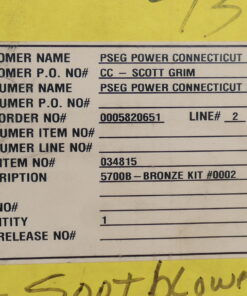 OMER NAME PSEG POWER CONNECTICUT
OMER P.O. NO# CC - SCOTT GRIM
UMER NAME PSEG POWER CONNECTICUT
UMER P.O. NO#
ORDER NO# 0005820651 LINE# 2
UMER ITEM NO#
UMER LINE NO#
ITEM NO# 034815
RIPTION 5700B-BRONZE KIT #0002
NO#
NTITY 1
RELEASE NO#